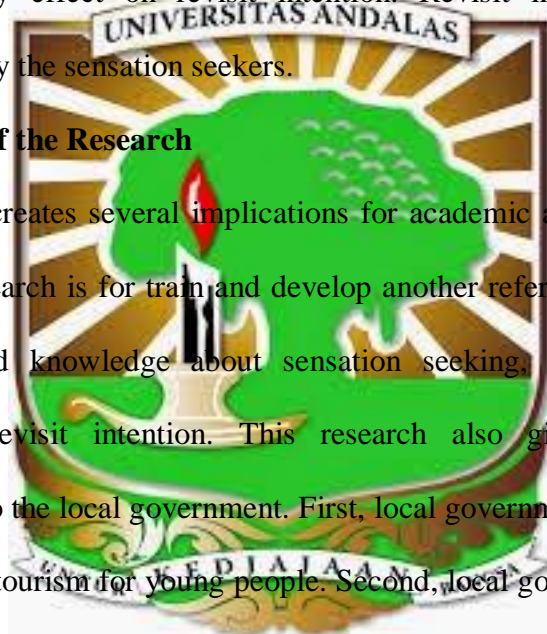 effect on revisit intention. Revisit
UNIVERSITAS ANDALAS
y the sensation seekers.
f the Research
creates several implications for academic a
arch is for train and develop another refer
d knowledge about sensation seeking,
evisit intention. This research also gi
o the local government. First, local governm
KEDJAJAAN
tourism for young people. Second, local go